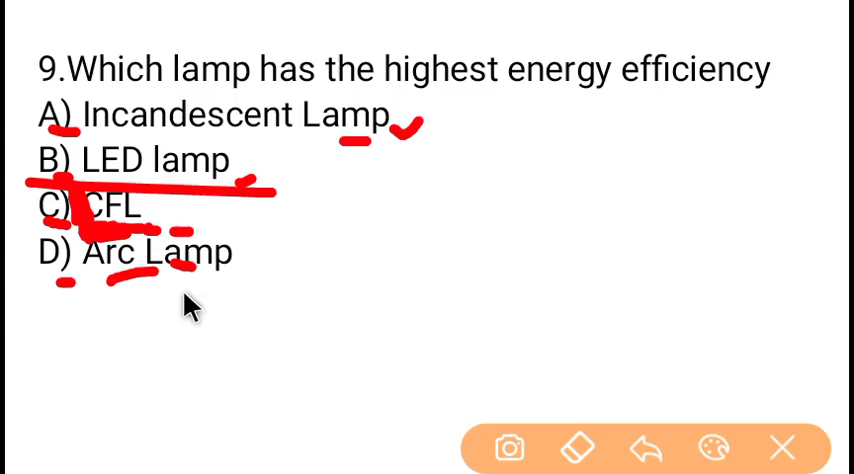 9.Which lamp has the highest energy efficiency
A) Incandescent Lamp
B) LED lamp
C) CFL
D) Arc Lamp